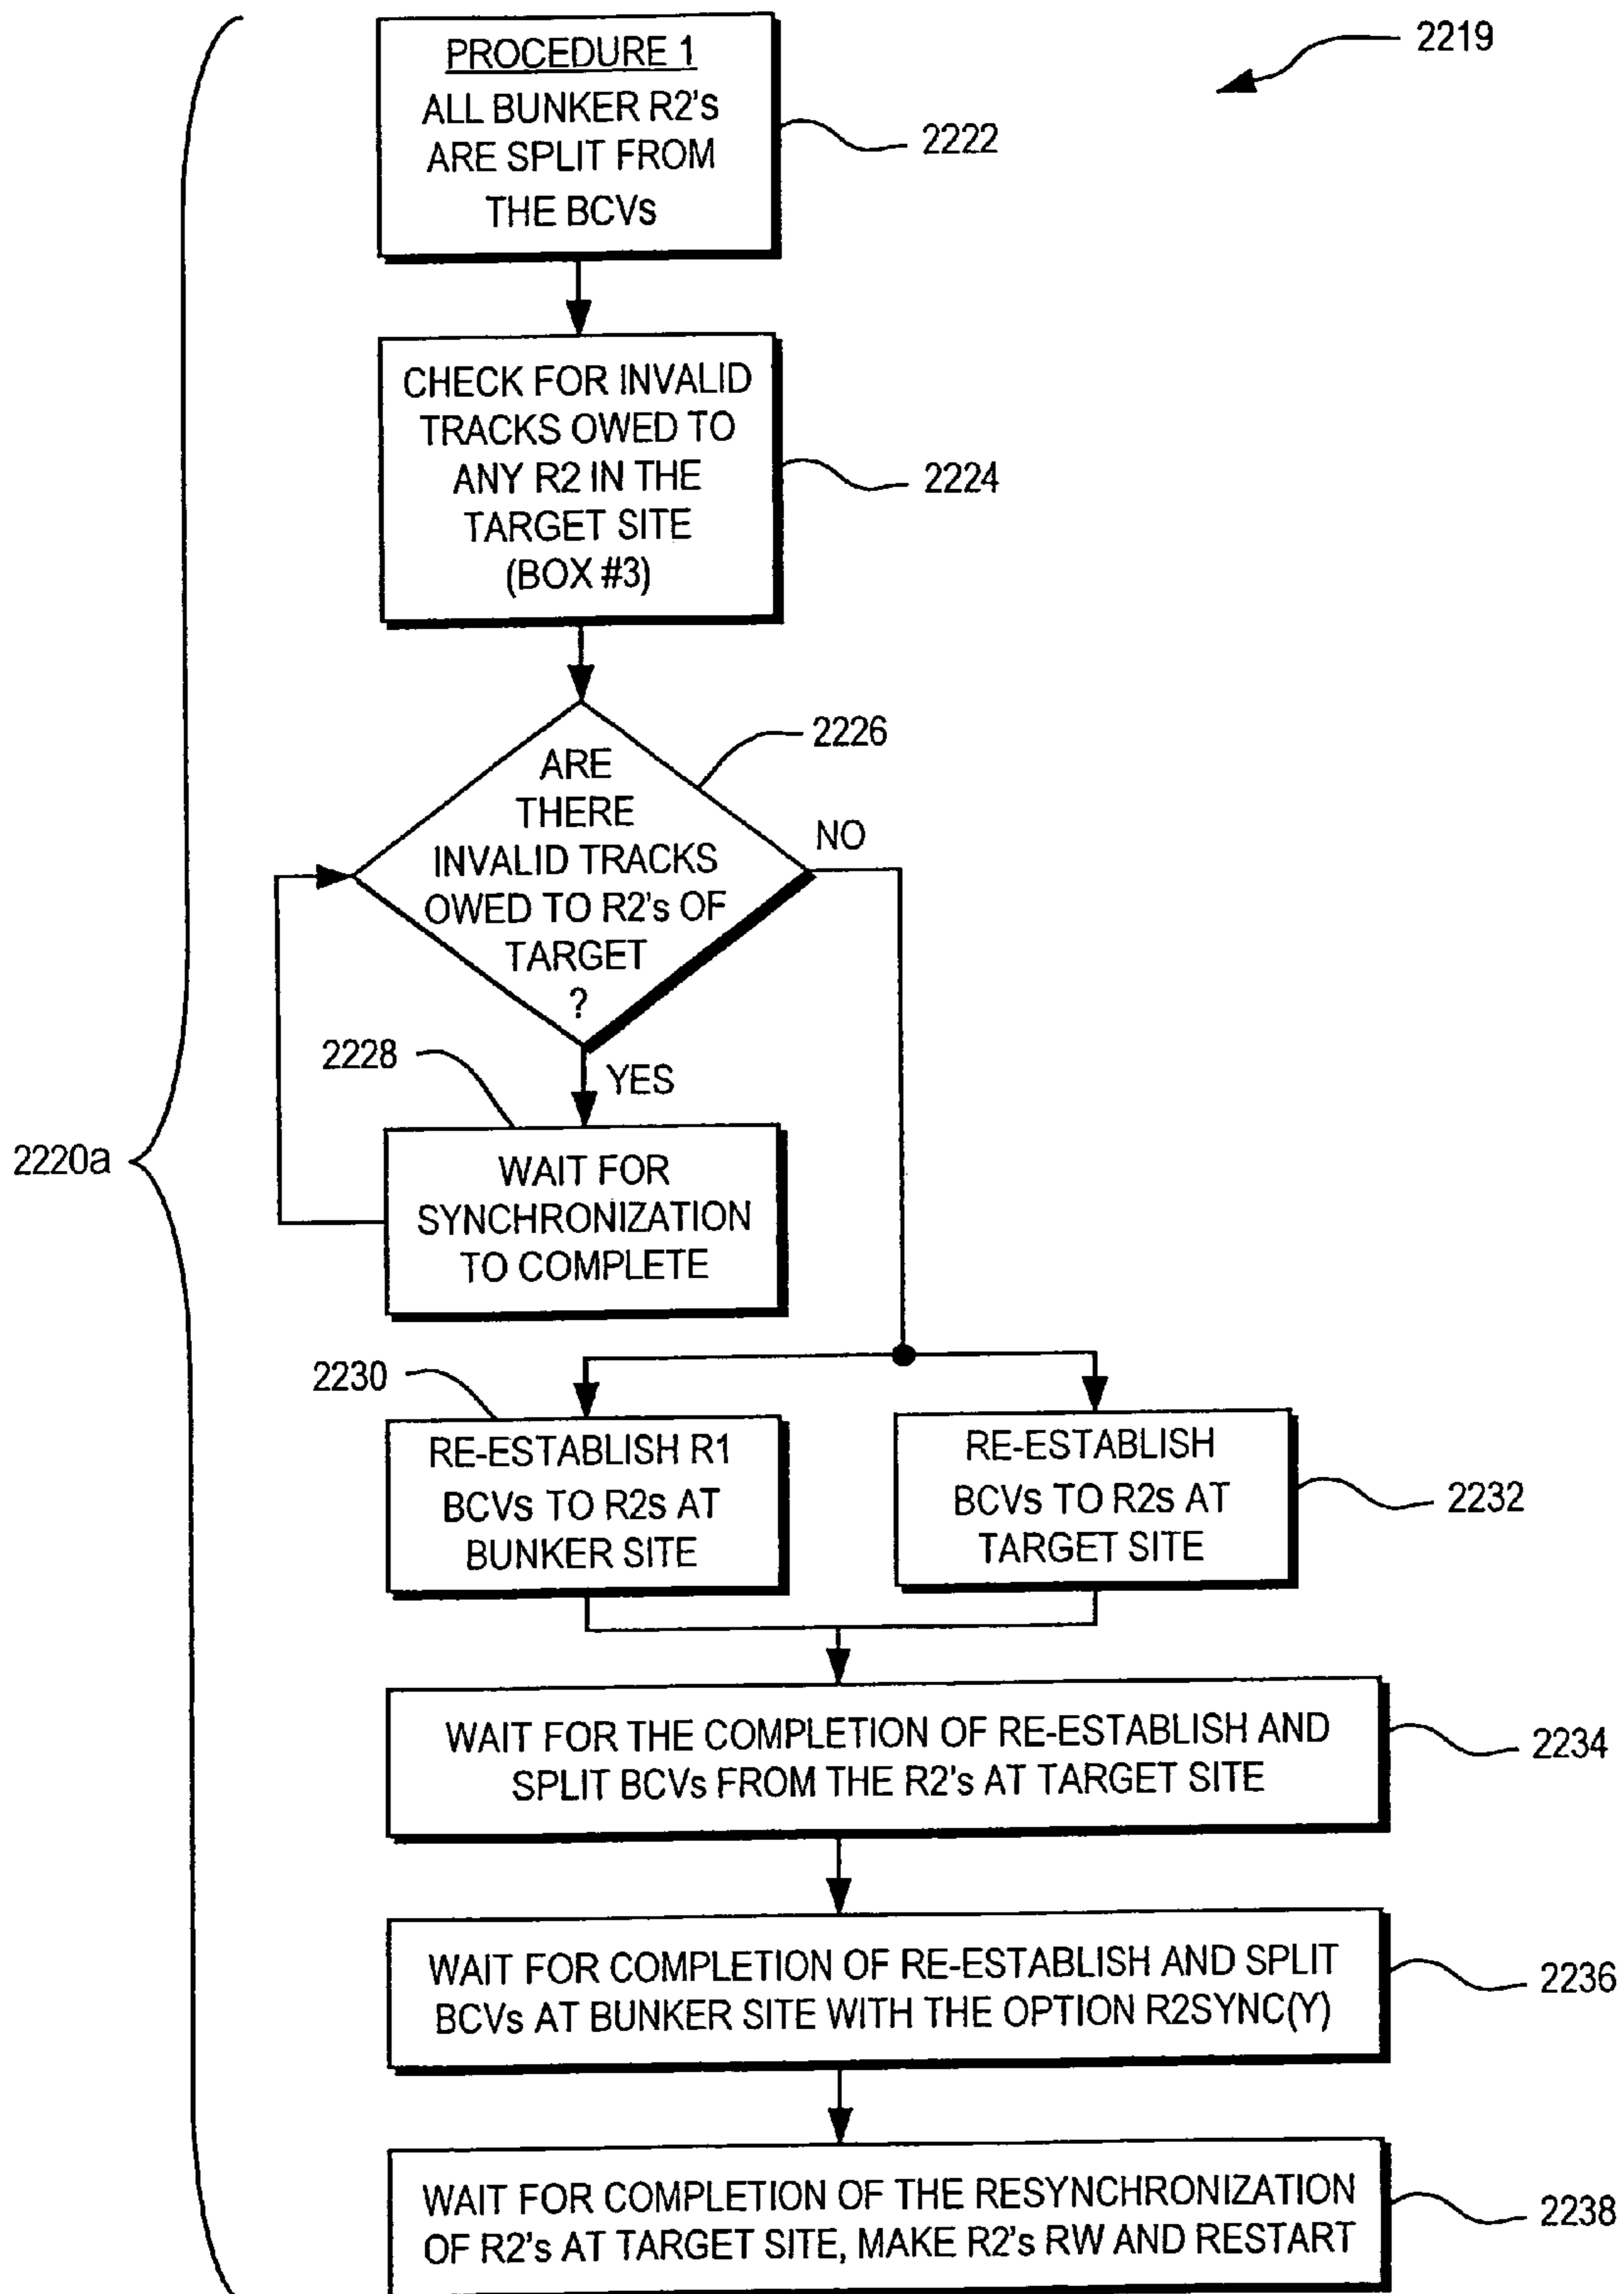 2219
PROCEDURE 1
ALL BUNKER R2's
ARE SPLIT FROM
THE BCVs
2222
CHECK FOR INVALID
TRACKS OWED TO
ANY R2 IN THE
TARGET SITE
(BOX #3)
2224
2226
ARE
THERE
INVALID TRACKS
OWED TO R2's OF
TARGET
?
NO
2228
YES
2220a
WAIT FOR
SYNCHRONIZATION
TO COMPLETE
2230
RE-ESTABLISH R1
BCVs TO R2s AT
BUNKER SITE
RE-ESTABLISH
BCVs TO R2s AT
TARGET SITE
2232
WAIT FOR THE COMPLETION OF RE-ESTABLISH AND
SPLIT BCVs FROM THE R2's AT TARGET SITE
2234
WAIT FOR COMPLETION OF RE-ESTABLISH AND SPLIT
BCVs AT BUNKER SITE WITH THE OPTION R2SYNC(Y)
2236
WAIT FOR COMPLETION OF THE RESYNCHRONIZATION
OF R2's AT TARGET SITE, MAKE R2's RW AND RESTART
2238